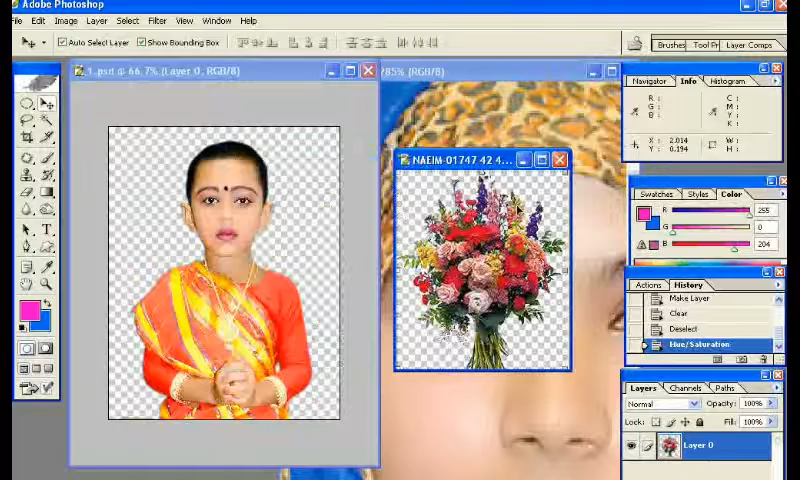 Adobe Photoshop
File Edit Image Layer Select Filter View Window Help
Auto Select Layer Show Bounding Box
Brushes Tool Pr Layer Comps
1.psd @ 66.7% (Layer 0, RGB/8)
785% (RGB/8)
Navigator Info Histogram
R :
G :
B :
C :
M :
Y :
K :
X : 2.014
Y : 0.194
W :
H :
NAEIM-01747 42 4...
Swatches Styles Color
R 255
G 0
B 204
Actions History
Make Layer
Clear
Deselect
Hue/Saturation
Layers Channels Paths
Normal Opacity: 100%
Lock: Fill: 100%
Layer 0
T